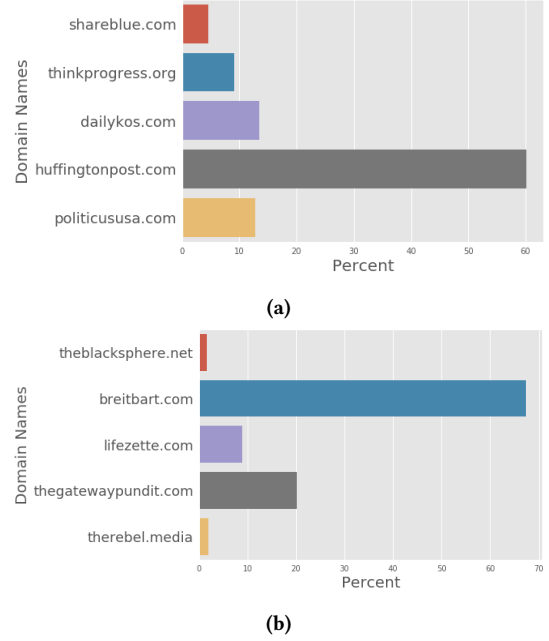 shareblue.com
thinkprogress.org
dailykos.com
huffingtonpost.com
politicususa.com
Domain Names
0 10 20 30 40 50 60
Percent
(a)
theblacksphere.net
breitbart.com
lifezette.com
thegatewaypundit.com
therebel.media
Domain Names
0 10 20 30 40 50 60 70
Percent
(b)